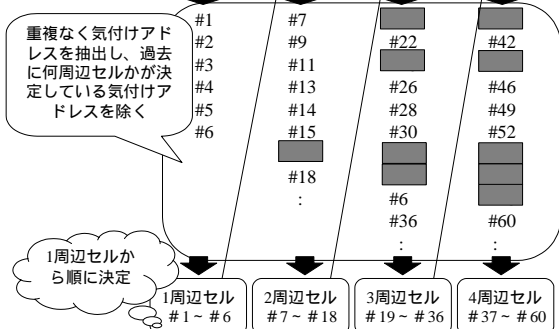 重複なく気付けアド
レスを抽出し、過去
に何周辺セルかが決
定している気付けア
ドレスを除く
#1
#2
#3
#4
#5
#6
#7
#9
#11
#13
#14
#15
#18
:
#22
#26
#28
#30
#6
#36
:
#42
#46
#49
#52
#60
:
1周辺セルか
ら順に決定
1周辺セル
#1~#6
2周辺セル
#7~#18
3周辺セル
#19~#36
4周辺セル
#37~#60